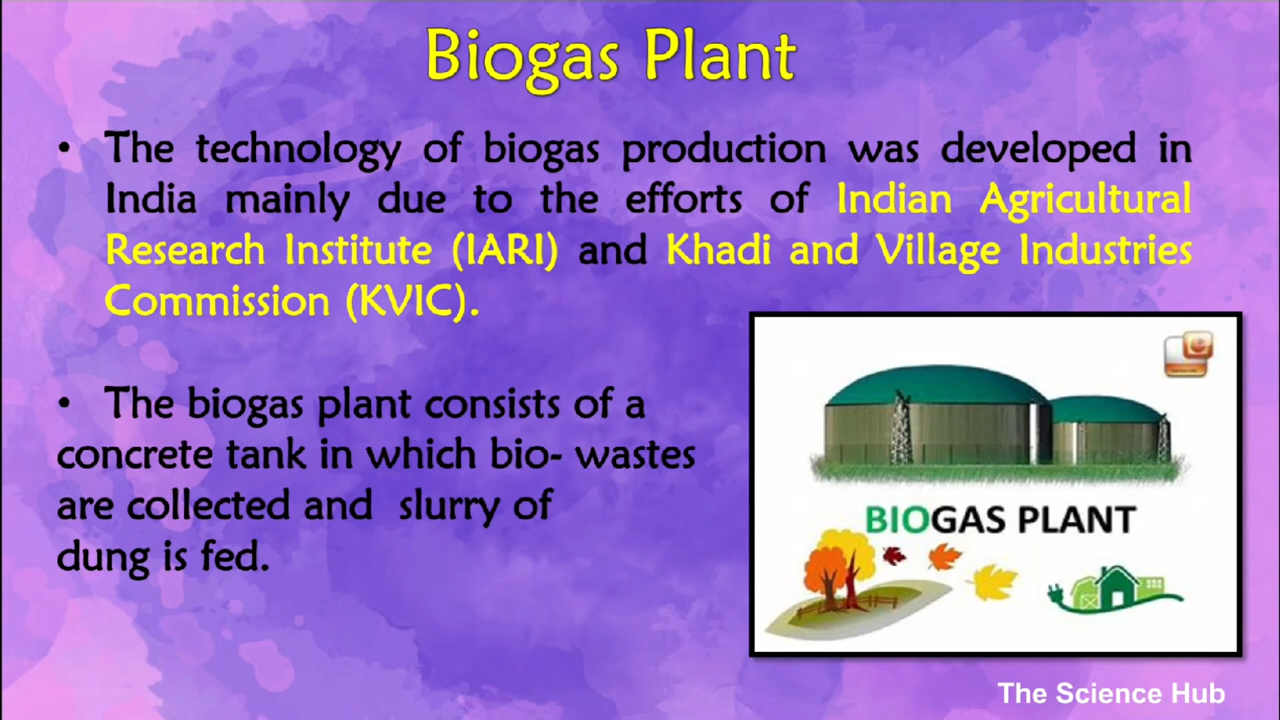 Biogas Plant
• The technology of biogas production was developed in
India mainly due to the efforts of Indian Agricultural
Research Institute (IARI) and Khadi and Village Industries
Commission (KVIC).
• The biogas plant consists of a
concrete tank in which bio- wastes
are collected and slurry of
dung is fed.
BIOGAS PLANT
The Science Hub